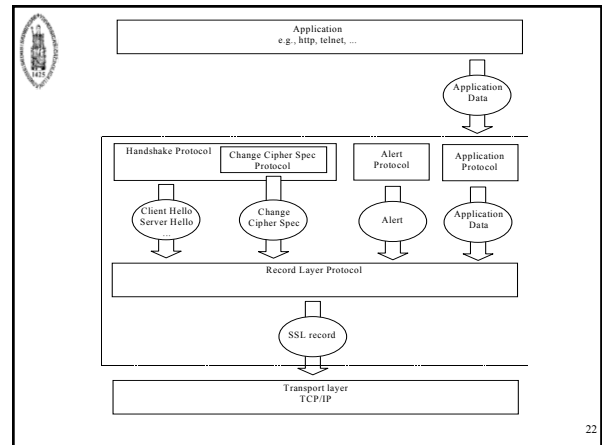 Application
e.g., http, telnet, ...
1425
Application
Data
Handshake Protocol
Change Cipher Spec
Protocol
Alert
Protocol
Application
Protocol
Client Hello
Server Hello
...
Change
Cipher Spec
Alert
Application
Data
Record Layer Protocol
SSL record
Transport layer
TCP/IP
22